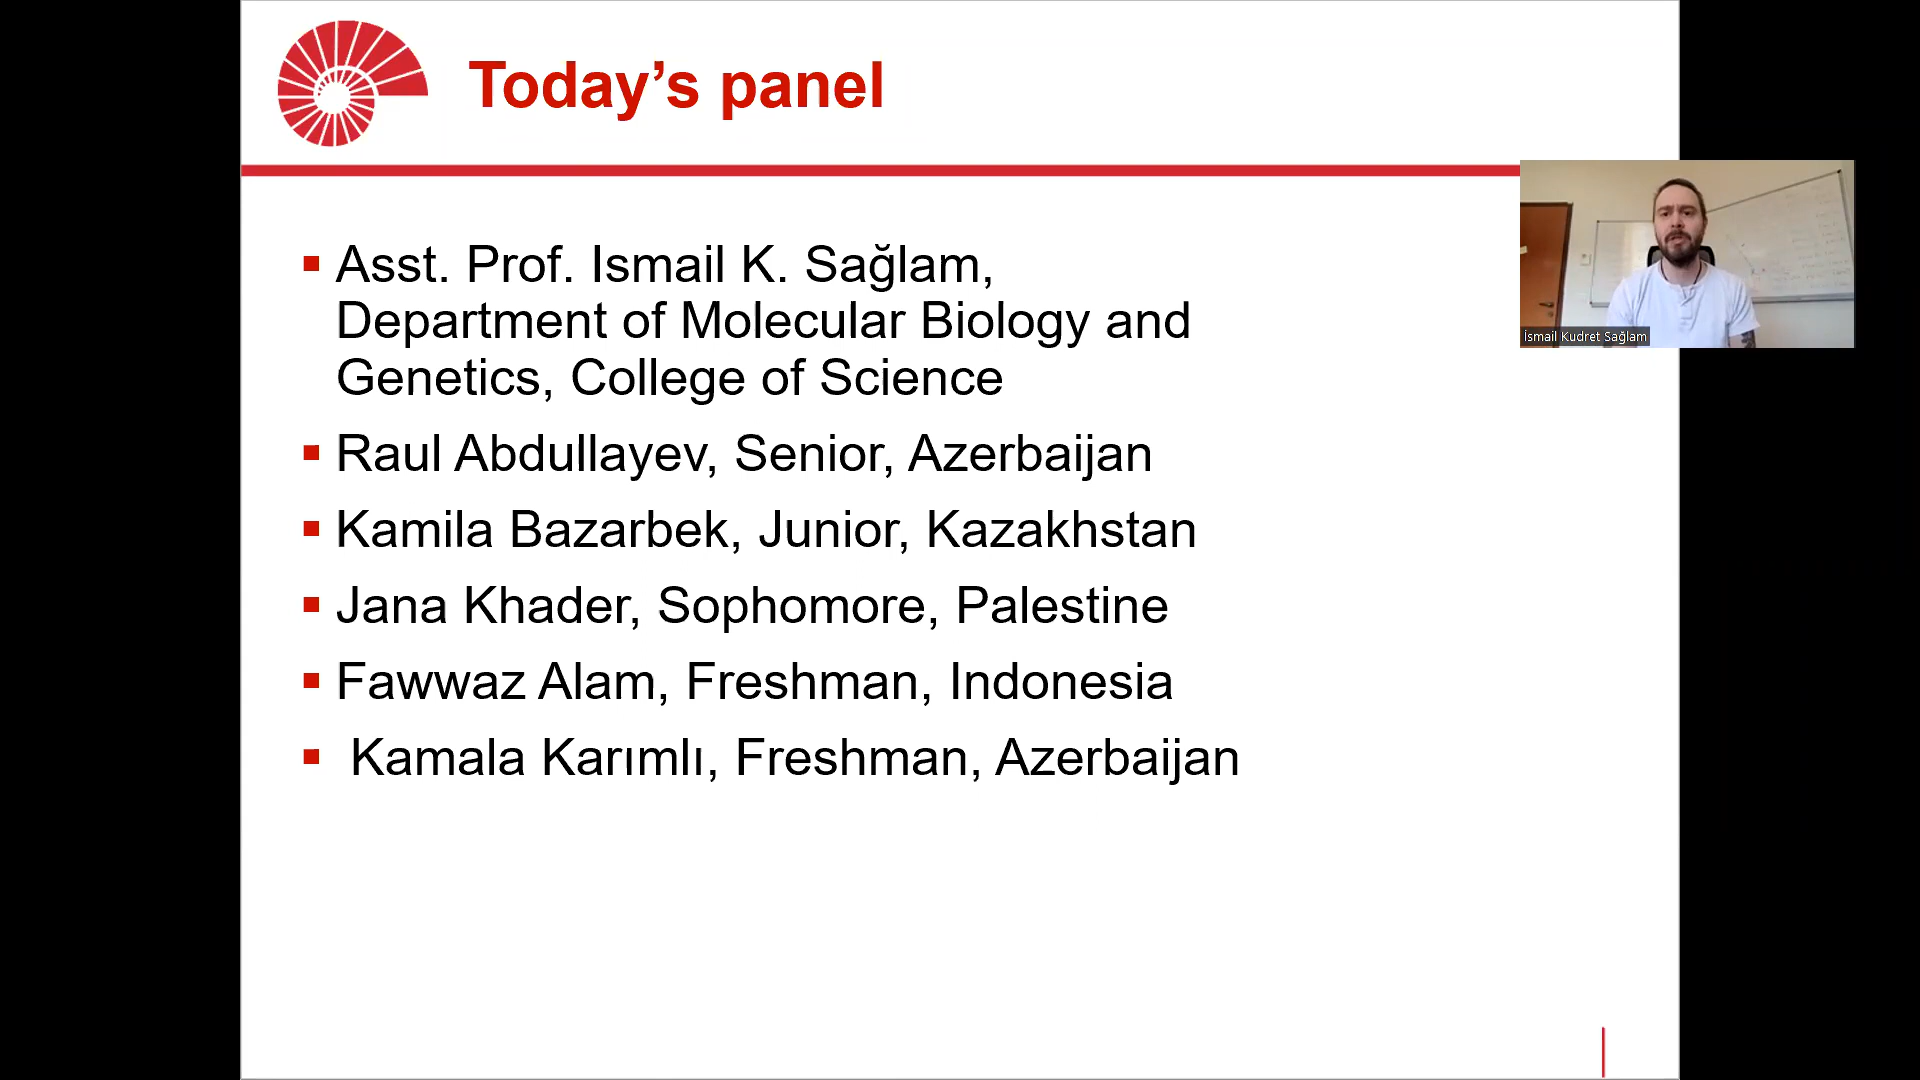 Today’s panel
Asst. Prof. Ismail K. Sağlam,
Department of Molecular Biology and
Genetics, College of Science
Raul Abdullayev, Senior, Azerbaijan
Kamila Bazarbek, Junior, Kazakhstan
Jana Khader, Sophomore, Palestine
Fawwaz Alam, Freshman, Indonesia
Kamala Karımlı, Freshman, Azerbaijan
İsmail Kudret Sağlam